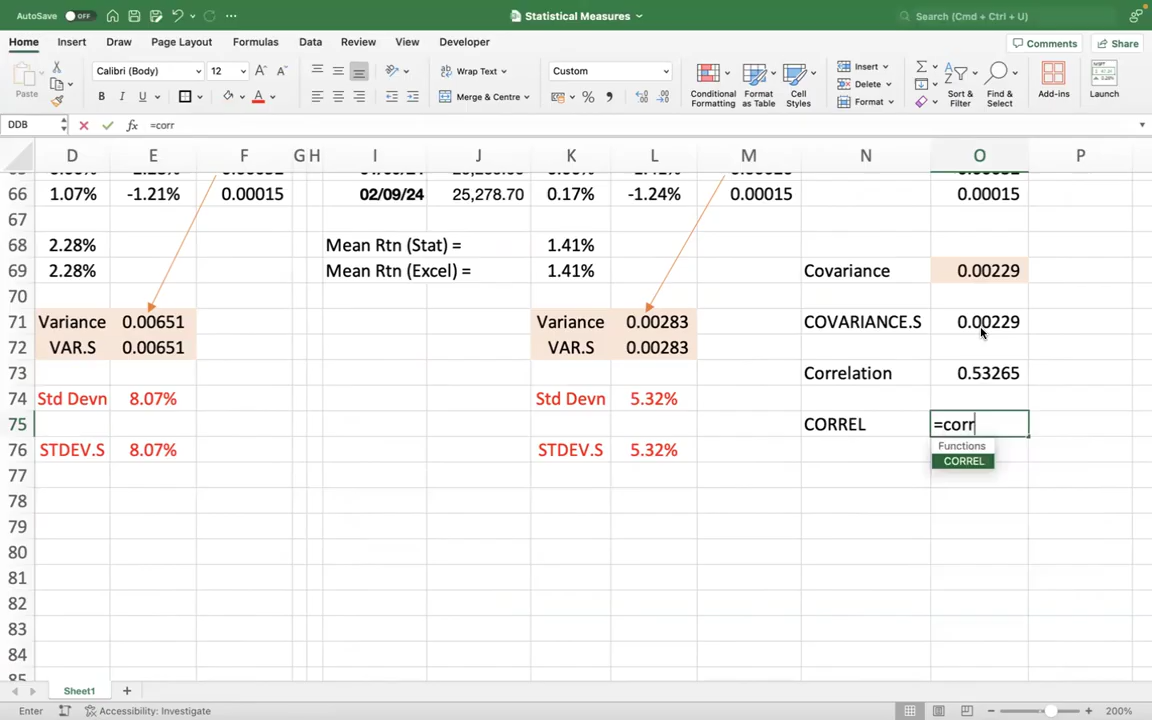 AutoSave OFF Statistical Measures Search (Cmd + Ctrl + U)
Home Insert Draw Page Layout Formulas Data Review View Developer Comments Share
Paste Calibri (Body) 12 A A Wrap Text Custom Insert Σ
B I U A Merge & Centre % Conditional Formatting Format as Table Cell Styles Delete Format Sort & Filter Find & Select Add-ins Launch
DDB fx =corr
D E F G H I J K L M N O P
66 1.07% -1.21% 0.00015 02/09/24 25,278.70 0.17% -1.24% 0.00015 0.00015
67
68 2.28% Mean Rtn (Stat) = 1.41%
69 2.28% Mean Rtn (Excel) = 1.41% Covariance 0.00229
70
71 Variance 0.00651 Variance 0.00283 COVARIANCE.S 0.00229
72 VAR.S 0.00651 VAR.S 0.00283
73 Correlation 0.53265
74 Std Devn 8.07% Std Devn 5.32%
75 CORREL =corr
Functions
CORREL
76 STDEV.S 8.07% STDEV.S 5.32%
77
78
79
80
81
82
83
84
85
Sheet1 +
Enter Accessibility: Investigate 200%